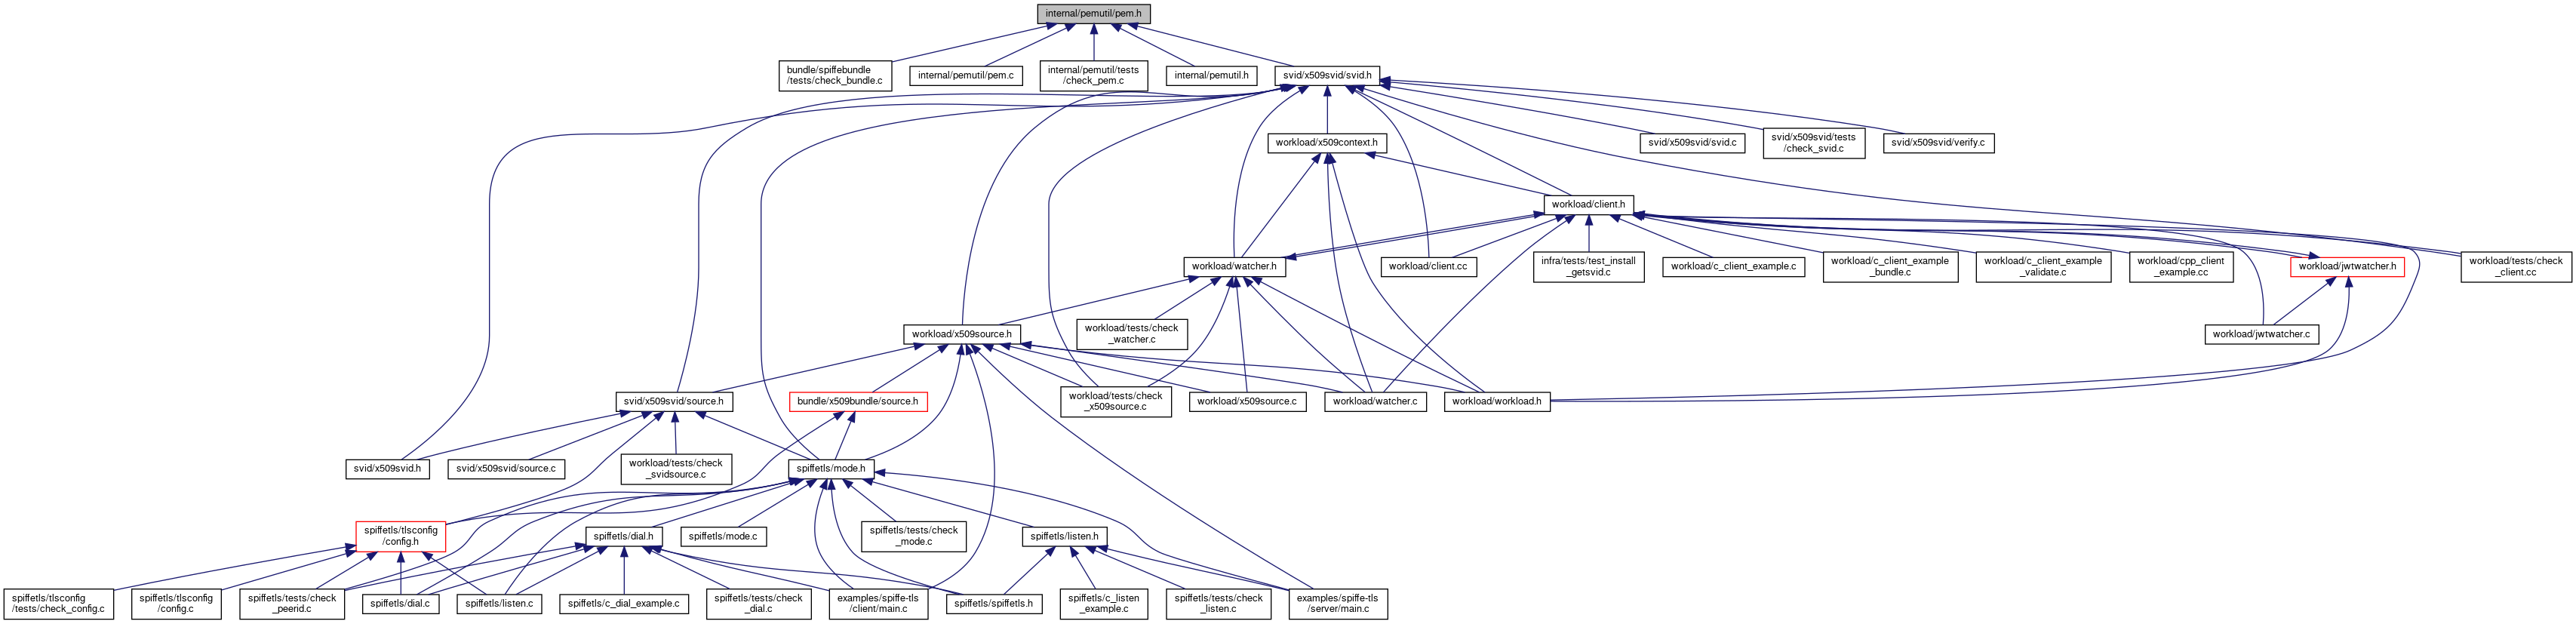 internal/pemutil/pem.h
bundle/spiffebundle
/tests/check_bundle.c
internal/pemutil/pem.c
internal/pemutil/tests
/check_pem.c
internal/pemutil.h
svid/x509svid/svid.h
workload/x509context.h
svid/x509svid/svid.c
svid/x509svid/tests
/check_svid.c
svid/x509svid/verify.c
workload/client.h
workload/watcher.h
workload/client.cc
infra/tests/test_install
_getsvid.c
workload/c_client_example.c
workload/c_client_example
_bundle.c
workload/c_client_example
_validate.c
workload/cpp_client
_example.cc
workload/jwtwatcher.h
workload/tests/check
_client.cc
workload/x509source.h
workload/tests/check
_watcher.c
workload/jwtwatcher.c
svid/x509svid/source.h
bundle/x509bundle/source.h
workload/tests/check
_x509source.c
workload/x509source.c
workload/watcher.c
workload/workload.h
svid/x509svid.h
svid/x509svid/source.c
workload/tests/check
_svidsource.c
spiffetls/mode.h
spiffetls/tlsconfig
/config.h
spiffetls/dial.h
spiffetls/mode.c
spiffetls/tests/check
_mode.c
spiffetls/listen.h
spiffetls/tlsconfig
/tests/check_config.c
spiffetls/tlsconfig
/config.c
spiffetls/tests/check
_peerid.c
spiffetls/dial.c
spiffetls/listen.c
spiffetls/c_dial_example.c
spiffetls/tests/check
_dial.c
examples/spiffe-tls
/client/main.c
spiffetls/spiffetls.h
spiffetls/c_listen
_example.c
spiffetls/tests/check
_listen.c
examples/spiffe-tls
/server/main.c